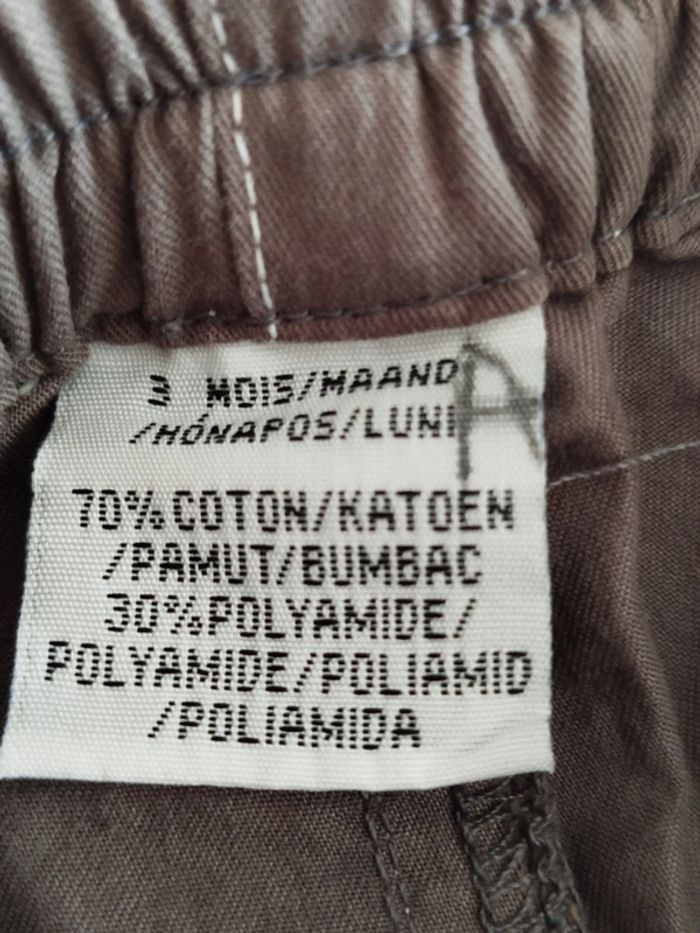 3 MOIS/MAAND
/HÓNAPOS/LUNI
A
70% COTON/KATOEN
/PAMUT/BUMBAC
30%POLYAMIDE/
POLYAMIDE/POLIAMID
/POLIAMIDA